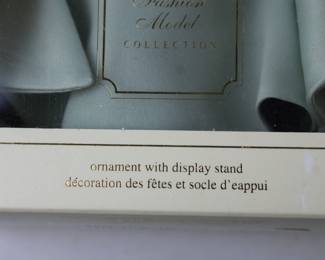 Fashion
Model
COLLECTION
ornament with display stand
décoration des fêtes et socle d'eappui